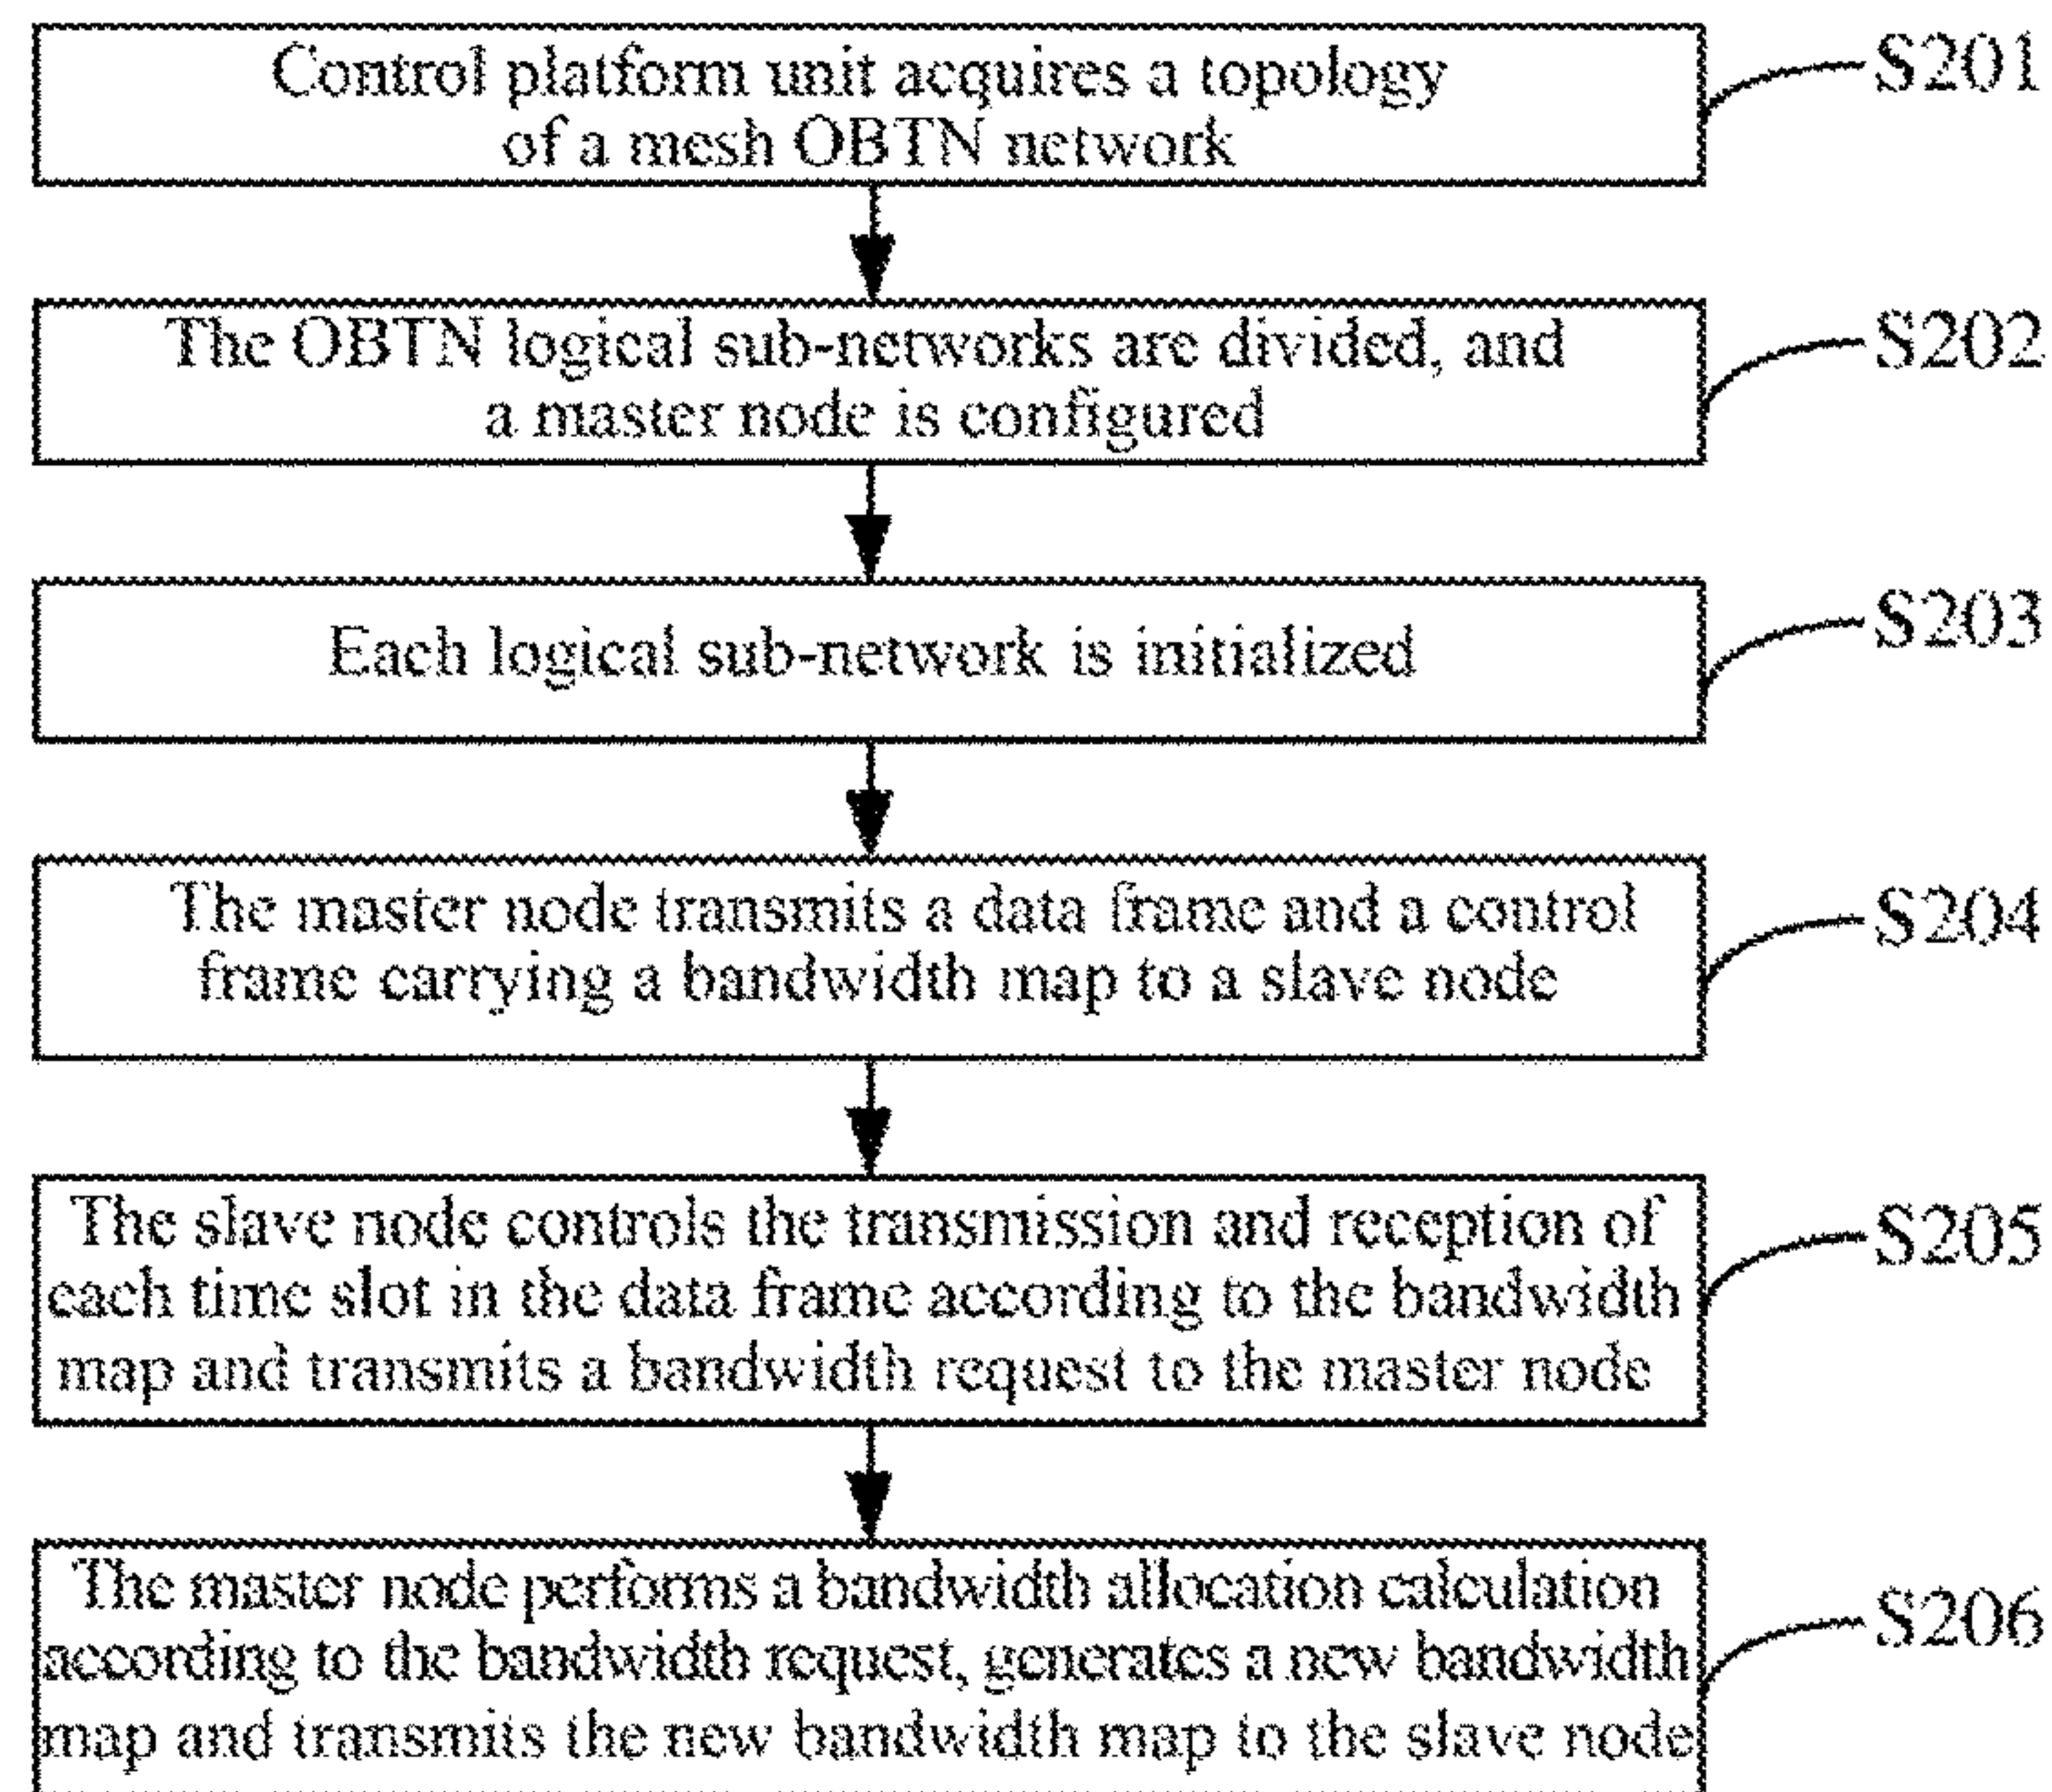 Control platform unit acquires a topology
of a mesh OBTN network
S201
The OBTN logical sub-networks are divided, and
a master node is configured
S202
Each logical sub-network is initialized
S203
The master node transmits a data frame and a control
frame carrying a bandwidth map to a slave node
S204
The slave node controls the transmission and reception of
each time slot in the data frame according to the bandwidth
map and transmits a bandwidth request to the master node
S205
The master node performs a bandwidth allocation calculation
according to the bandwidth request, generates a new bandwidth
map and transmits the new bandwidth map to the slave node
S206